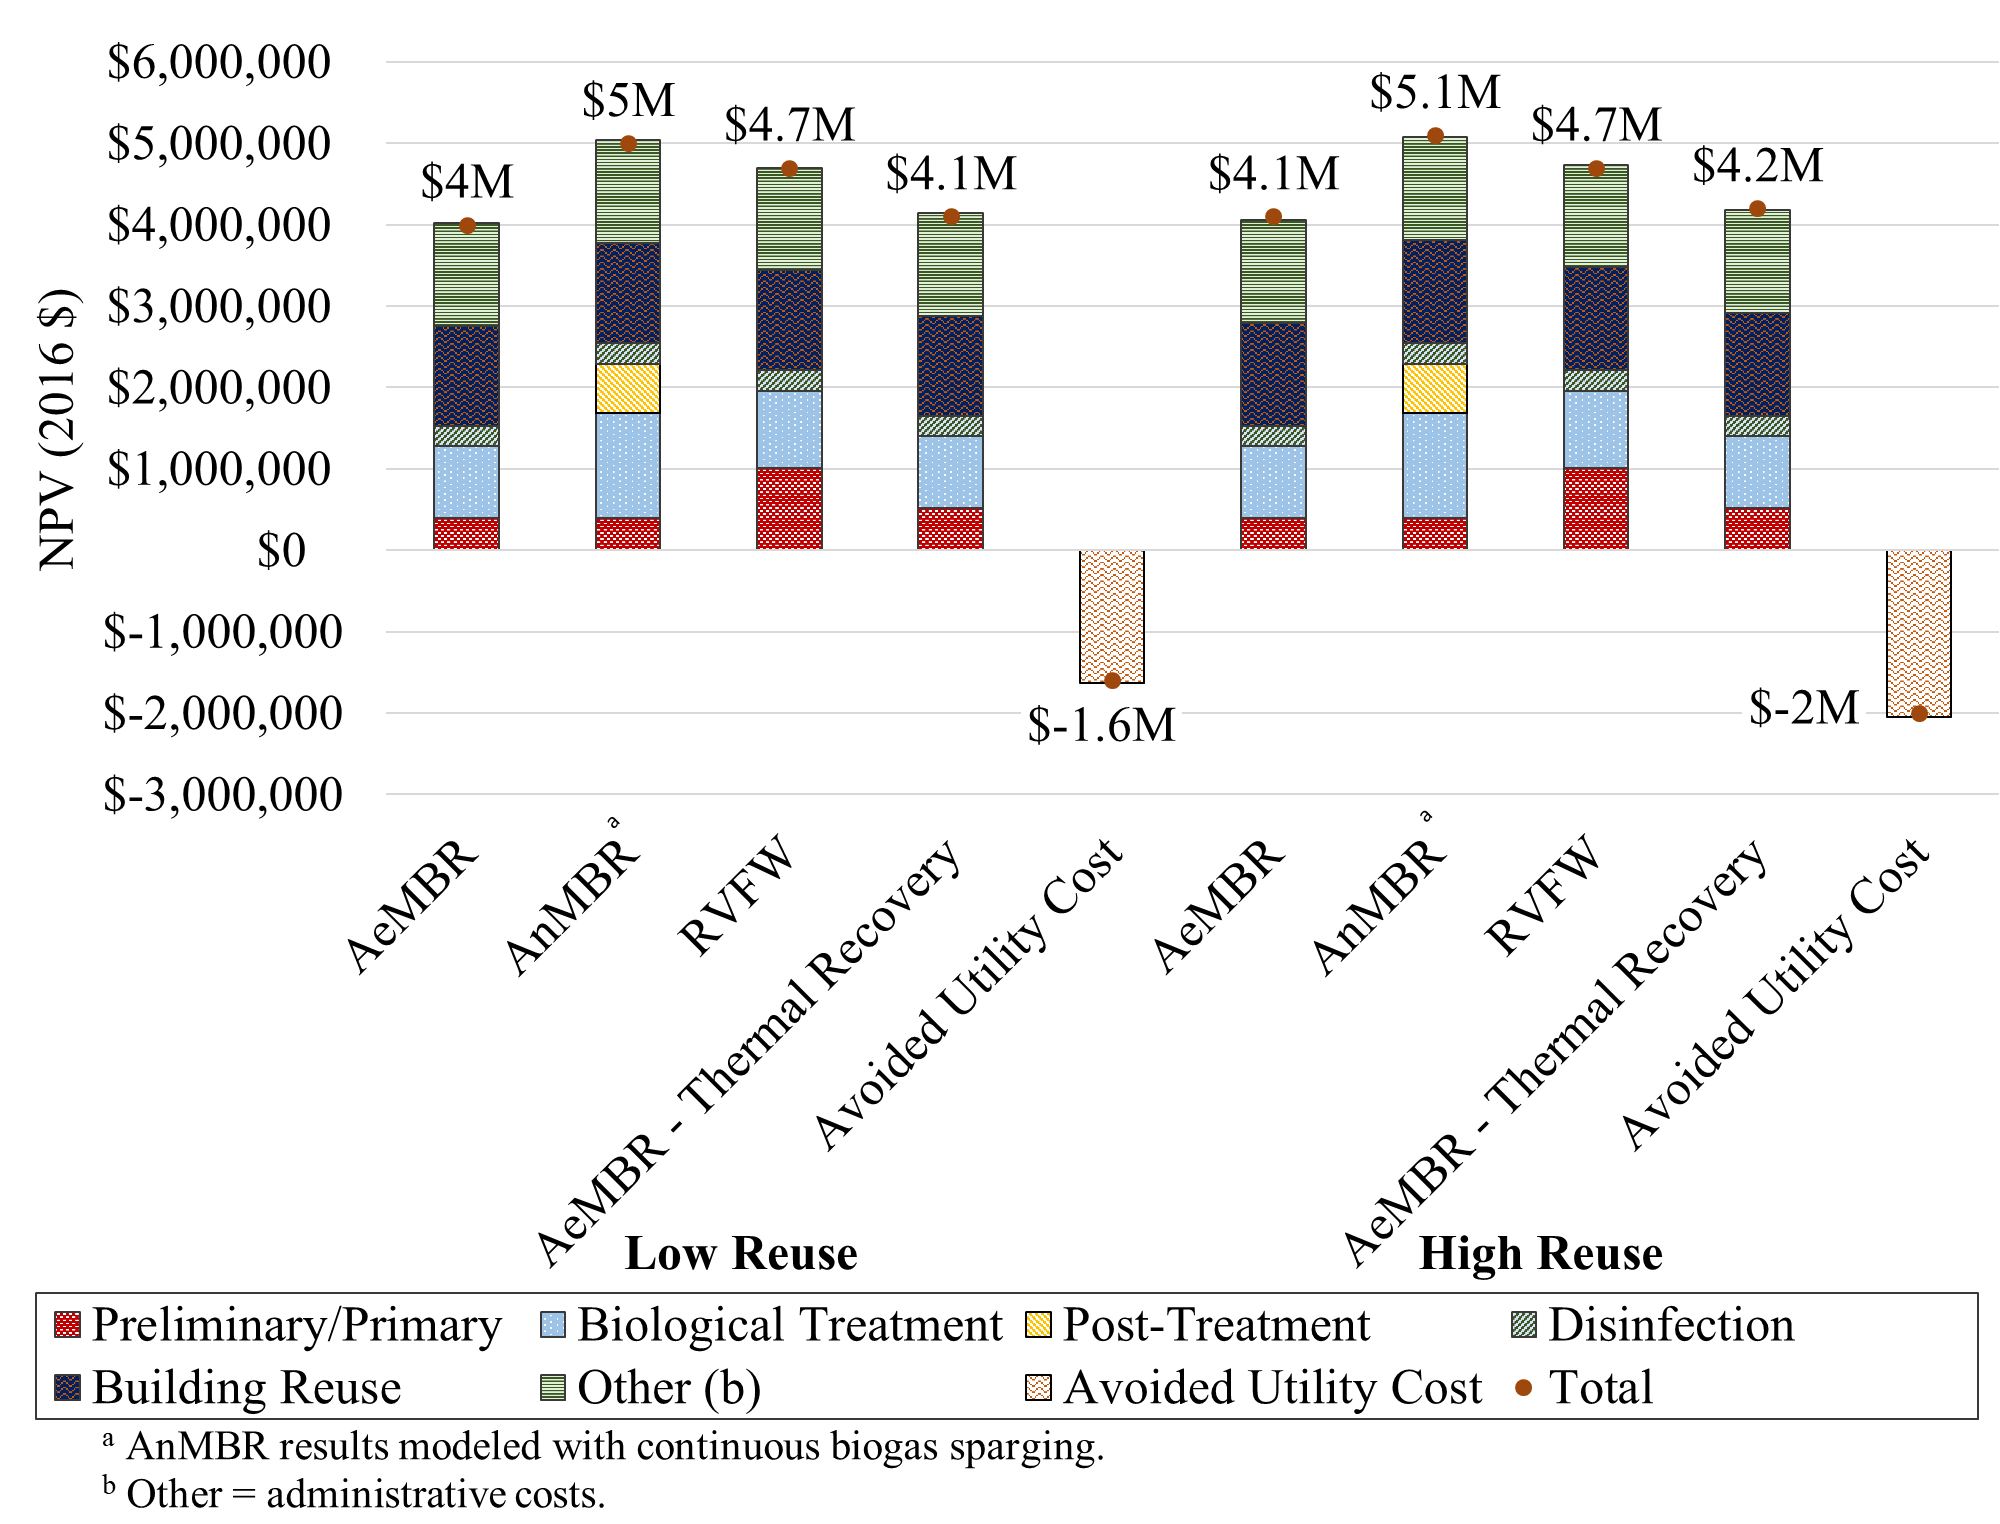 $6,000,000
$5,000,000
$4,000,000
$3,000,000
$2,000,000
$1,000,000
$0
$-1,000,000
$-2,000,000
$-3,000,000
NPV (2016 $)
$4M
$5M
$4.7M
$4.1M
$-1.6M
$4.1M
$5.1M
$4.7M
$4.2M
$-2M
AeMBR
AnMBR a
RVFW
AeMBR - Thermal Recovery
Avoided Utility Cost
AeMBR
AnMBR a
RVFW
AeMBR - Thermal Recovery
Avoided Utility Cost
Low Reuse
High Reuse
Preliminary/Primary
Biological Treatment
Post-Treatment
Disinfection
Building Reuse
Other (b)
Avoided Utility Cost
Total
a AnMBR results modeled with continuous biogas sparging.
b Other = administrative costs.